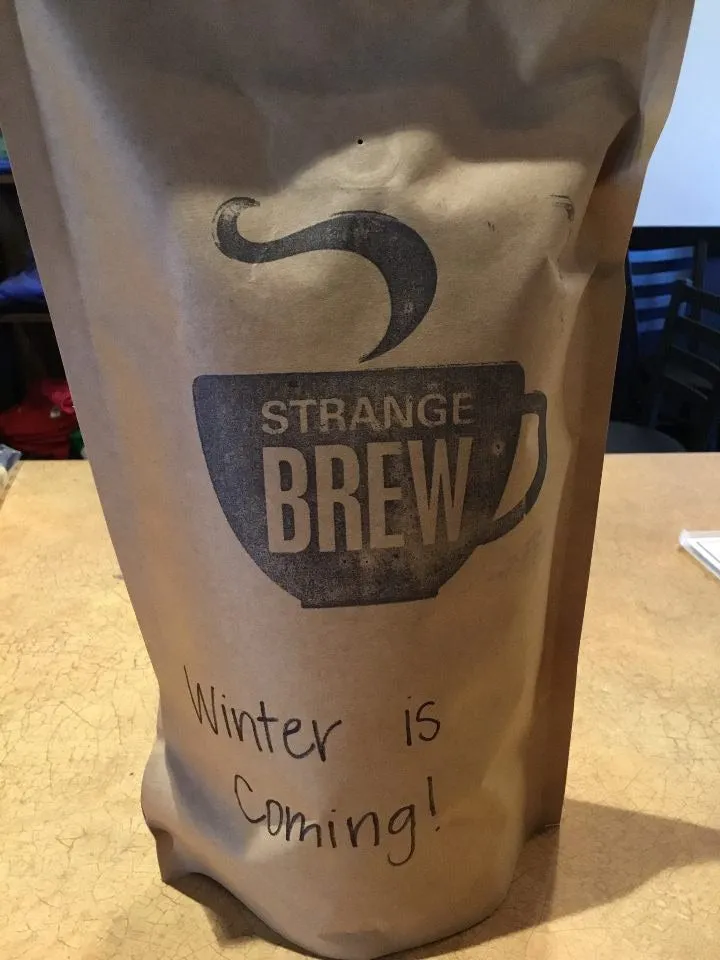 STRANGE
BREW
Winter is
Coming!